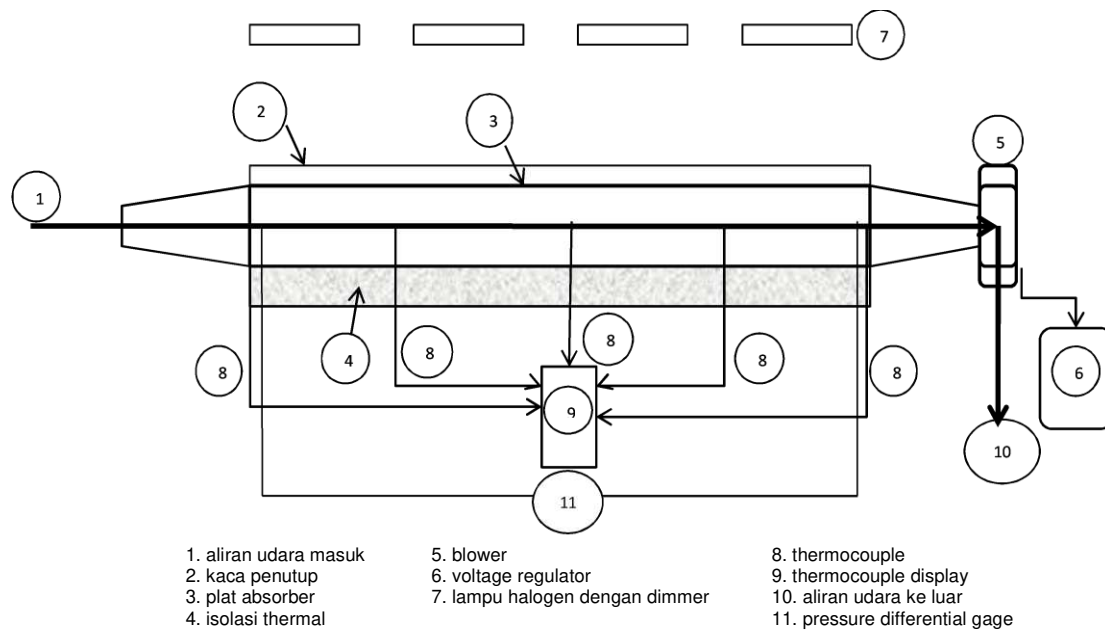 7
2
3
5
1
8
4
8
8
8
8
6
9
10
11
1. aliran udara masuk
2. kaca penutup
3. plat absorber
4. isolasi thermal
5. blower
6. voltage regulator
7. lampu halogen dengan dimmer
8. thermocouple
9. thermocouple display
10. aliran udara ke luar
11. pressure differential gage